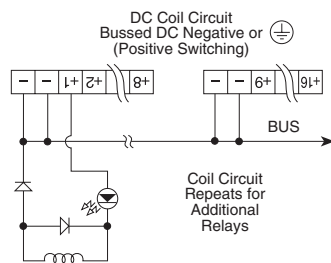 DC Coil Circuit
Bussed DC Negative or
(Positive Switching)
– – +1 +2 +8 – – +9 +16
BUS
Coil Circuit
Repeats for
Additional
Relays